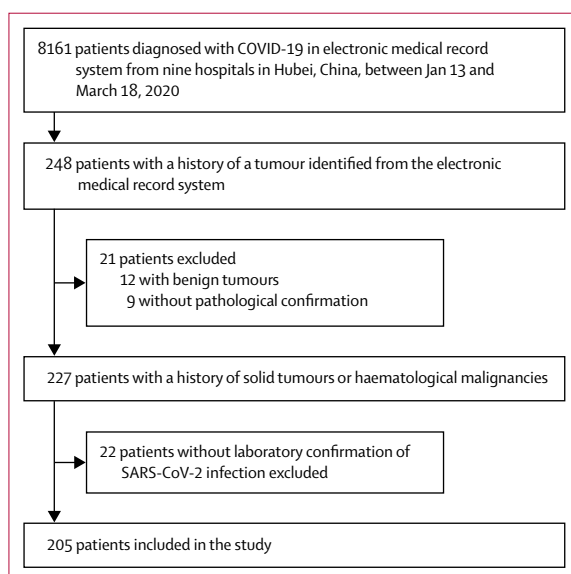 8161 patients diagnosed with COVID-19 in electronic medical record
system from nine hospitals in Hubei, China, between Jan 13 and
March 18, 2020
248 patients with a history of a tumour identified from the electronic
medical record system
21 patients excluded
12 with benign tumours
9 without pathological confirmation
227 patients with a history of solid tumours or haematological malignancies
22 patients without laboratory confirmation of
SARS-CoV-2 infection excluded
205 patients included in the study